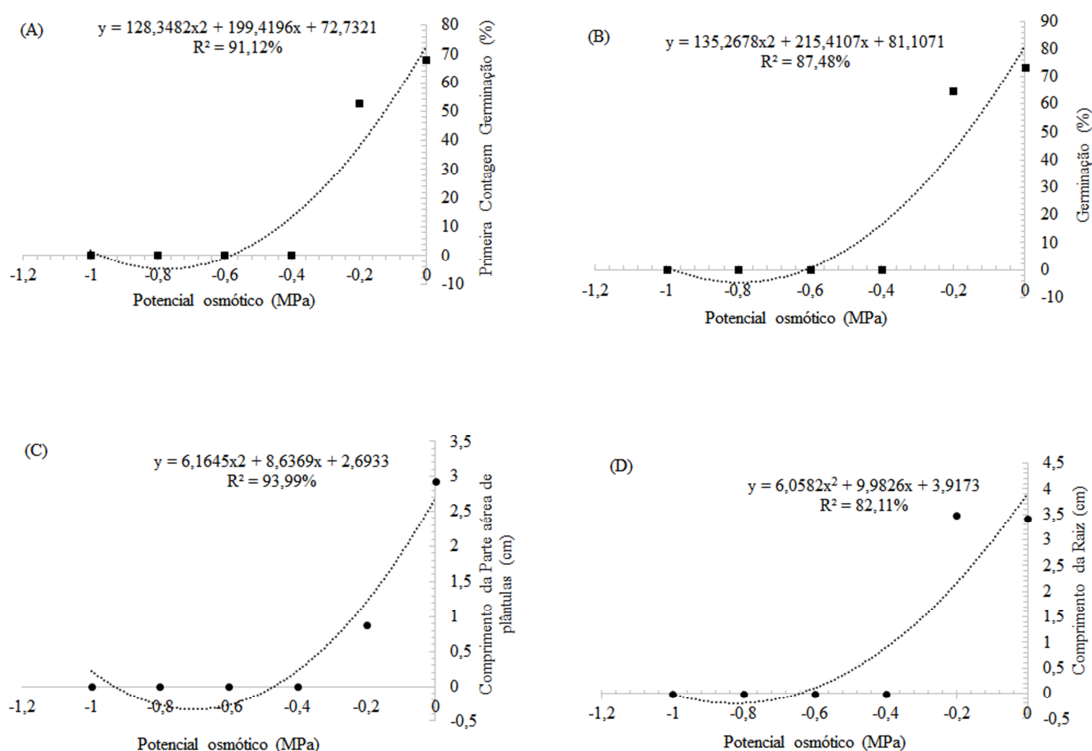 (A)
y = 128,3482x2 + 199,4196x + 72,7321
R² = 91,12%
80
70
60
50
40
30
20
10
0
-10
Primeira Contagem Germinação (%)
-1,2 -1 -0,8 -0,6 -0,4 -0,2 0
Potencial osmótico (MPa)
(B)
y = 135,2678x2 + 215,4107x + 81,1071
R² = 87,48%
90
80
70
60
50
40
30
20
10
0
-10
Germinação (%)
-1,2 -1 -0,8 -0,6 -0,4 -0,2 0
Potencial osmótico (MPa)
(C)
y = 6,1645x2 + 8,6369x + 2,6933
R² = 93,99%
3,5
3
2,5
2
1,5
1
0,5
0
-0,5
Comprimento da Parte aérea de
plântulas (cm)
-1,2 -1 -0,8 -0,6 -0,4 -0,2 0
Potencial osmótico (MPa)
(D)
y = 6,0582x² + 9,9826x + 3,9173
R² = 82,11%
4,5
4
3,5
3
2,5
2
1,5
1
0,5
0
-0,5
Comprimento da Raiz (cm)
-1,2 -1 -0,8 -0,6 -0,4 -0,2 0
Potencial osmótico (MPa)